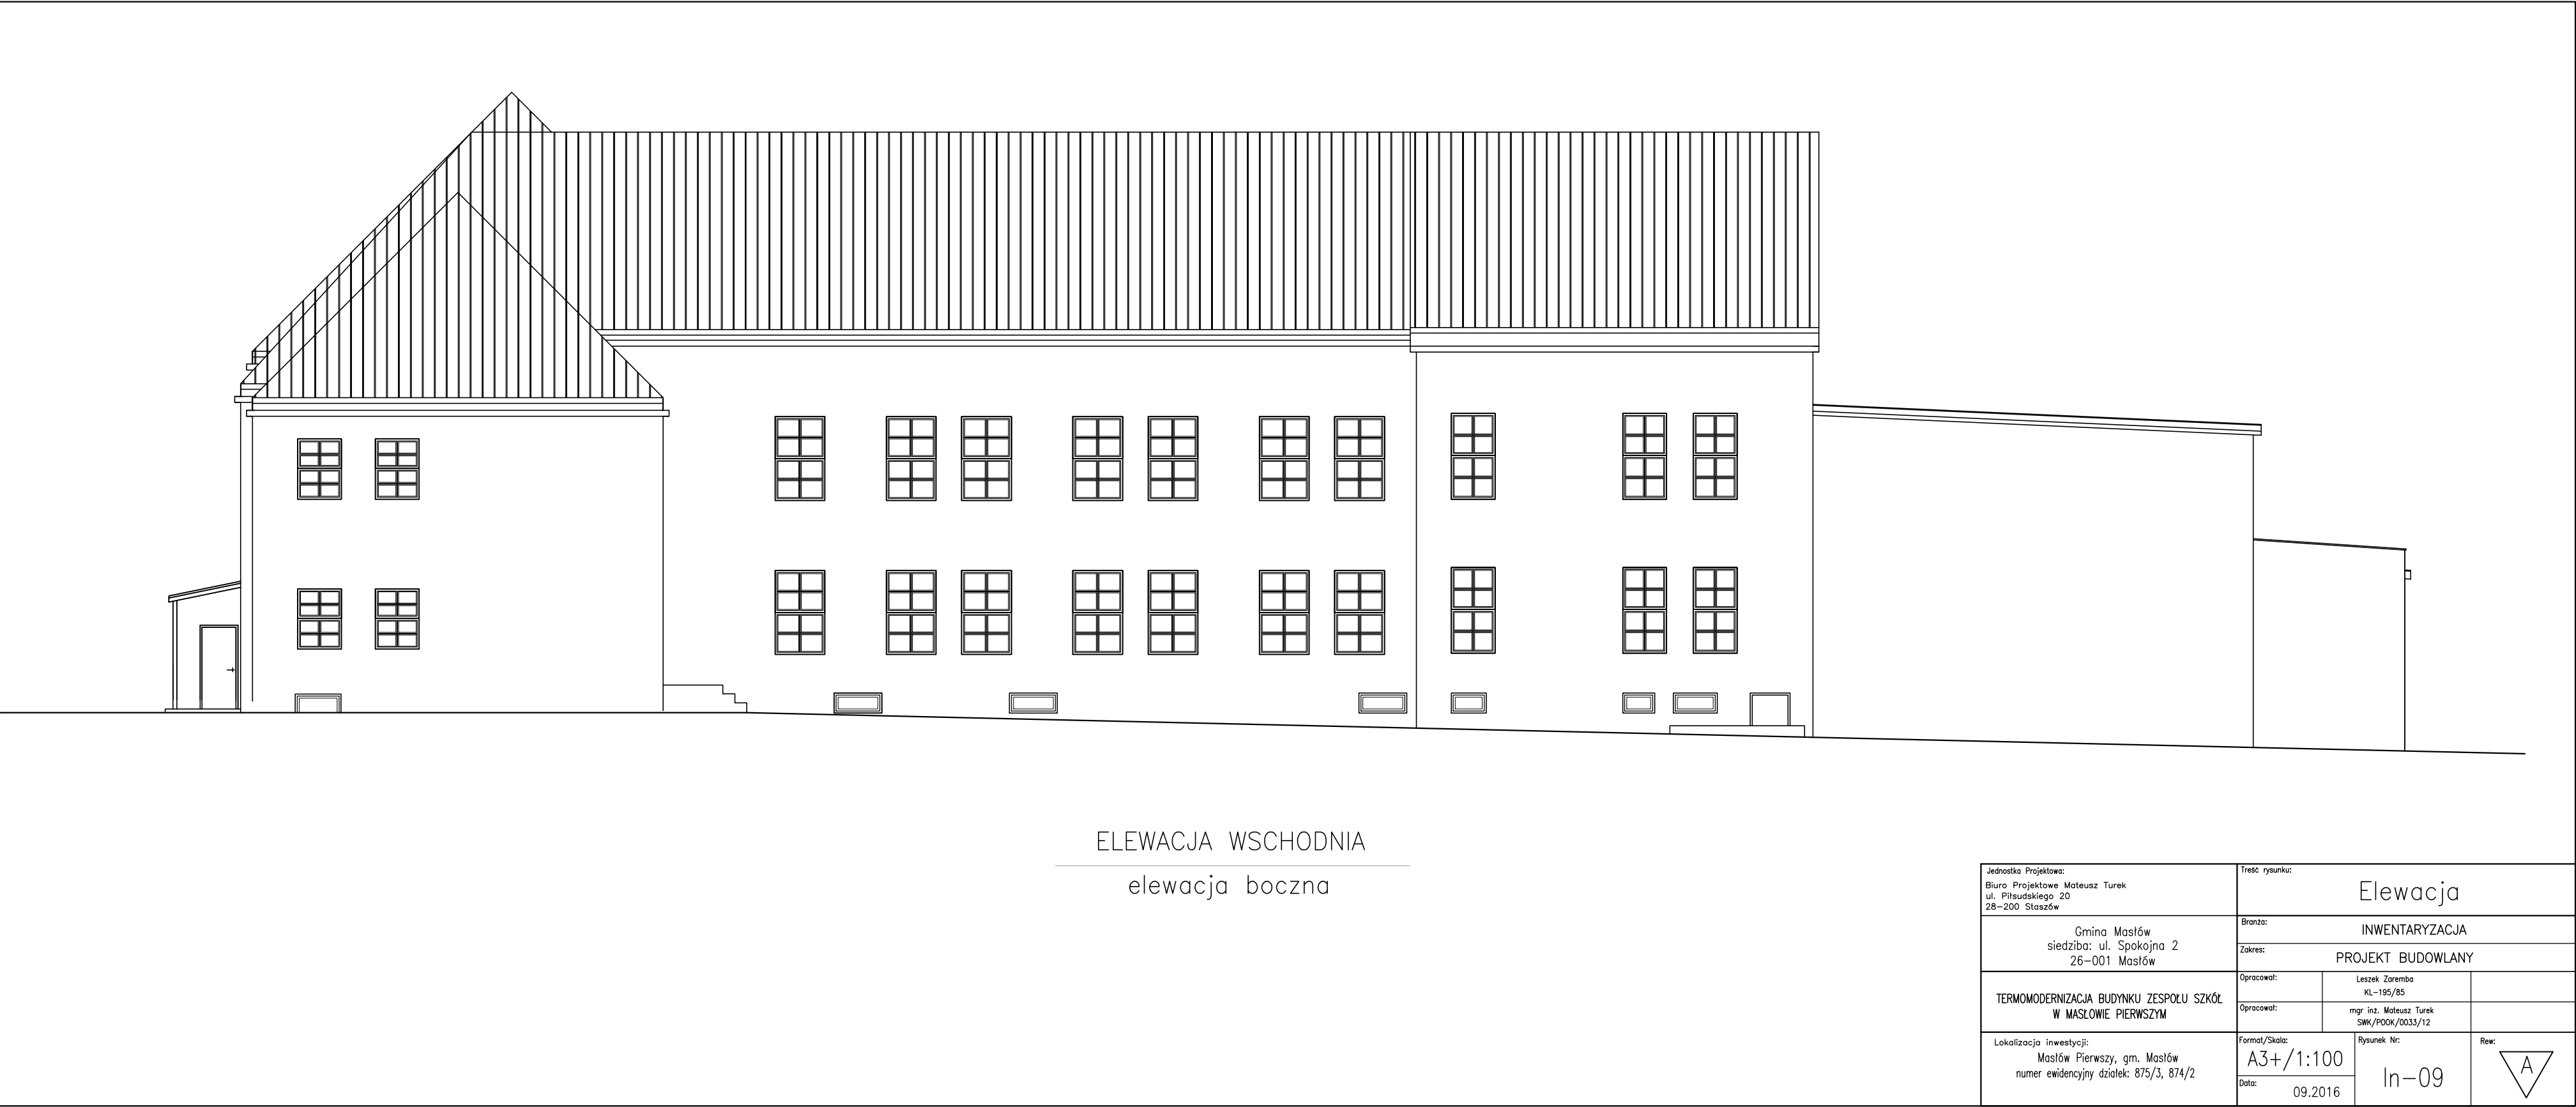 ELEWACJA WSCHODNIA
elewacja boczna
Jednostka Projektowa:
Biuro Projektowe Mateusz Turek
ul. Piłsudskiego 20
28-200 Staszów
Treść rysunku:
Elewacja
Gmina Masłów
siedziba: ul. Spokojna 2
26-001 Masłów
Branża:
INWENTARYZACJA
Zakres:
PROJEKT BUDOWLANY
TERMOMODERNIZACJA BUDYNKU ZESPOŁU SZKÓŁ
W MASŁOWIE PIERWSZYM
Opracował:
Leszek Zaremba
KL-195/85
Opracował:
mgr inż. Mateusz Turek
SWK/POOK/0033/12
Lokalizacja inwestycji:
Masłów Pierwszy, gm. Masłów
numer ewidencyjny działek: 875/3, 874/2
Format/Skala:
A3+/1:100
Data:
09.2016
Rysunek Nr:
In-09
Rew:
A